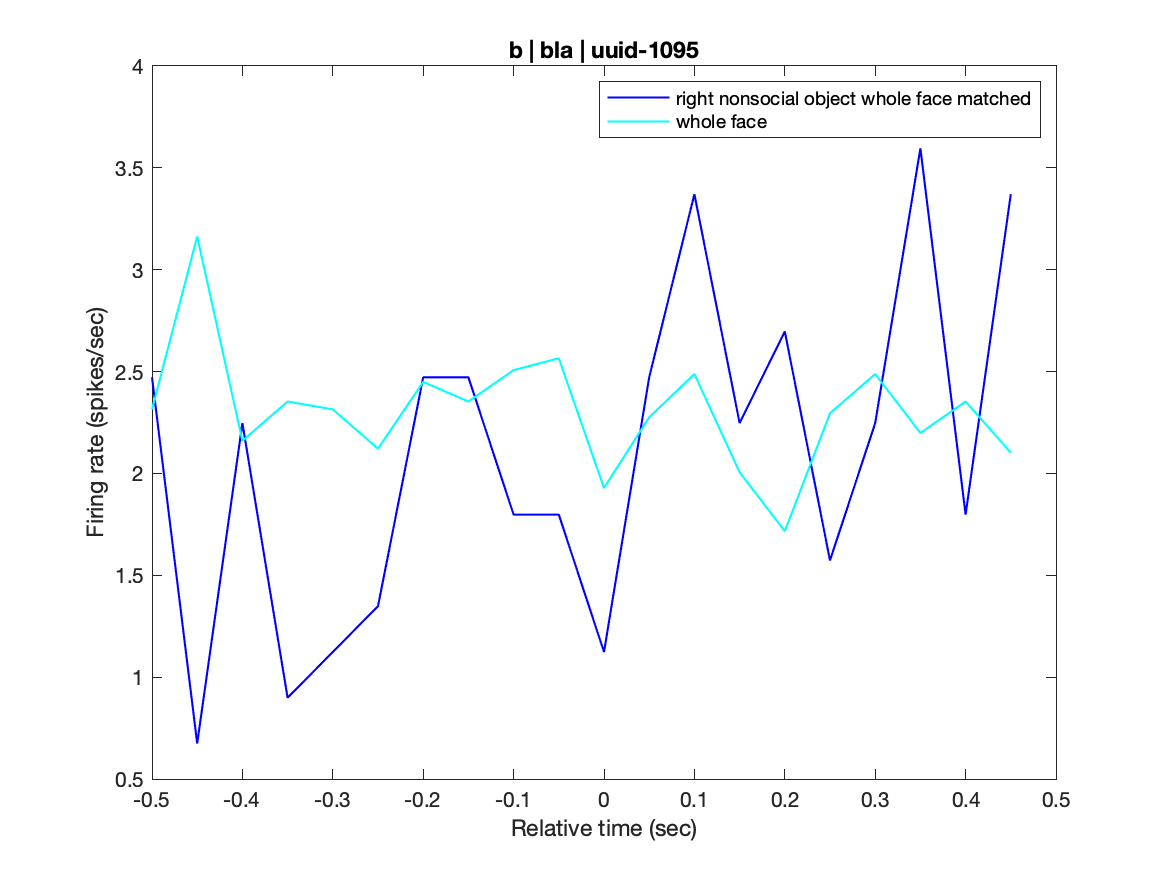 b | bla | uuid-1095
right nonsocial object whole face matched
whole face
Firing rate (spikes/sec)
4
3.5
3
2.5
2
1.5
1
0.5
-0.5 -0.4 -0.3 -0.2 -0.1 0 0.1 0.2 0.3 0.4 0.5
Relative time (sec)